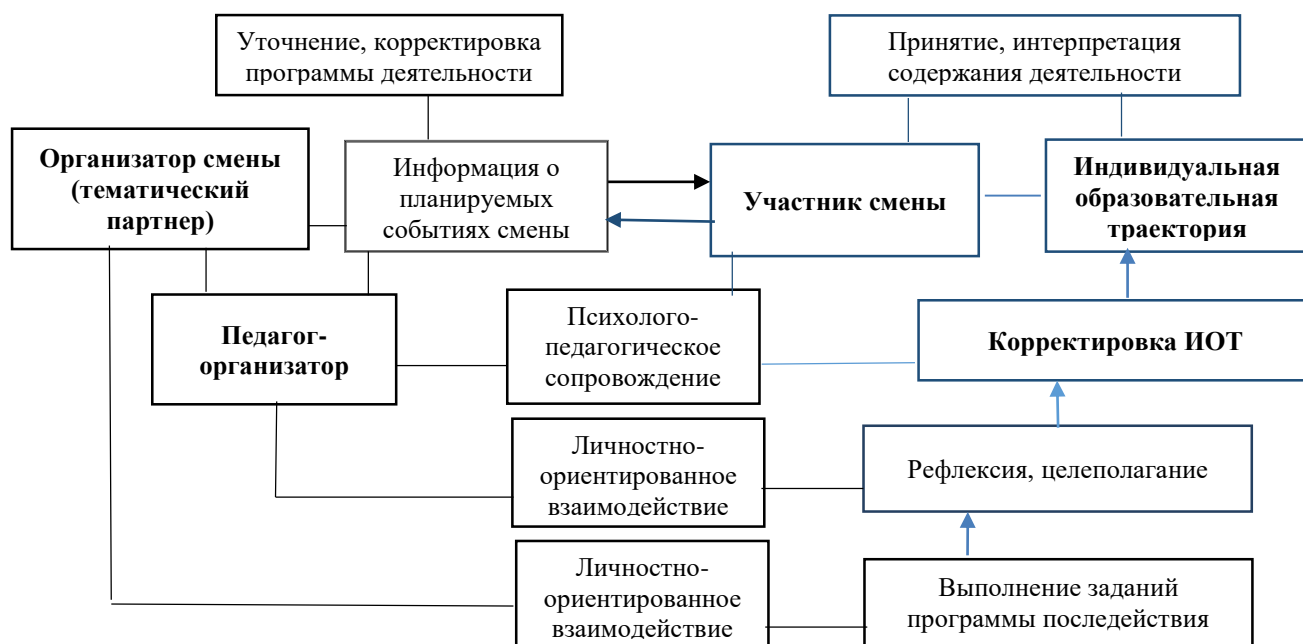 Уточнение, корректировка
программы деятельности
Принятие, интерпретация
содержания деятельности
Организатор смены
(тематический
партнер)
Информация о
планируемых
событиях смены
Участник смены
Индивидуальная
образовательная
траектория
Педагог-
организатор
Психолого-
педагогическое
сопровождение
Корректировка ИОТ
Личностно-
ориентированное
взаимодействие
Рефлексия, целеполагание
Личностно-
ориентированное
взаимодействие
Выполнение заданий
программы последействия